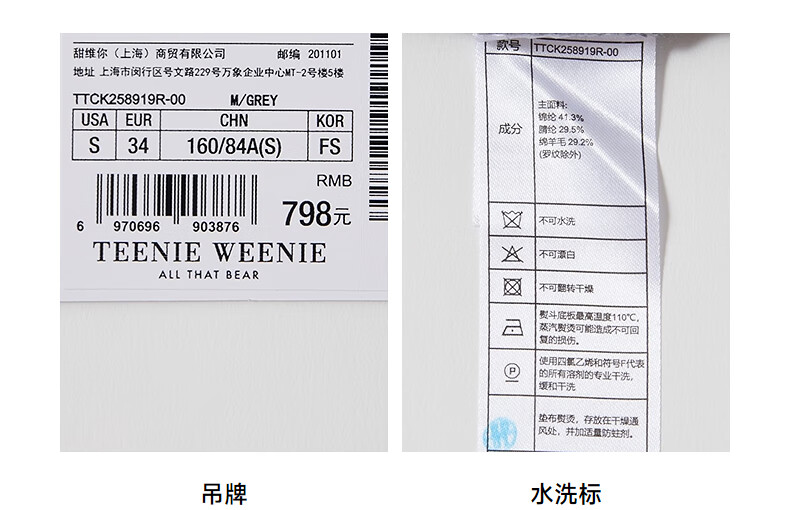 甜维你（上海）商贸有限公司 邮编 201101
地址 上海市闵行区号文路229号万象企业中心MT-2号楼5楼
TTCK258919R-00 M/GREY
USA EUR CHN KOR
S 34 160/84A(S) FS
RMB
798元
6 970696 903876
TEENIE WEENIE
ALL THAT BEAR
吊牌
款号 TTCK258919R-00
成分
主面料:
锦纶 41.3%
腈纶 29.5%
绵羊毛 29.2%
(罗纹除外)
不可水洗
不可漂白
不可翻转干燥
熨斗底板最高温度110℃,
蒸汽熨烫可能造成不可回
复的损伤。
P
使用四氯乙烯和符号F代表
的所有溶剂的专业干洗,
缓和干洗
垫布熨烫，存放在干燥通
风处，并加适量防蛀剂。
水洗标